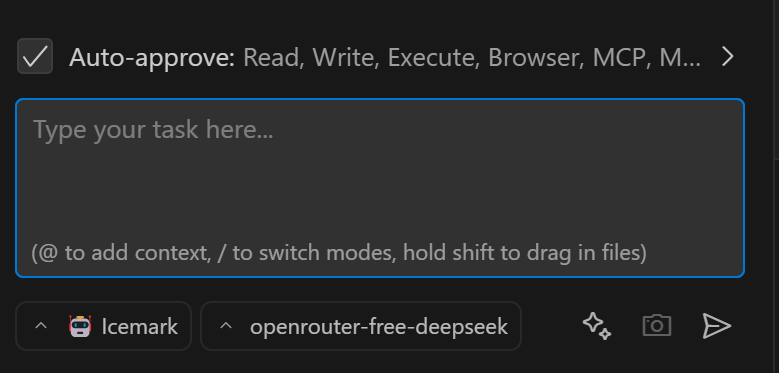 Auto-approve: Read, Write, Execute, Browser, MCP, M...
Type your task here...
(@ to add context, / to switch modes, hold shift to drag in files)
Icemark
openrouter-free-deepseek